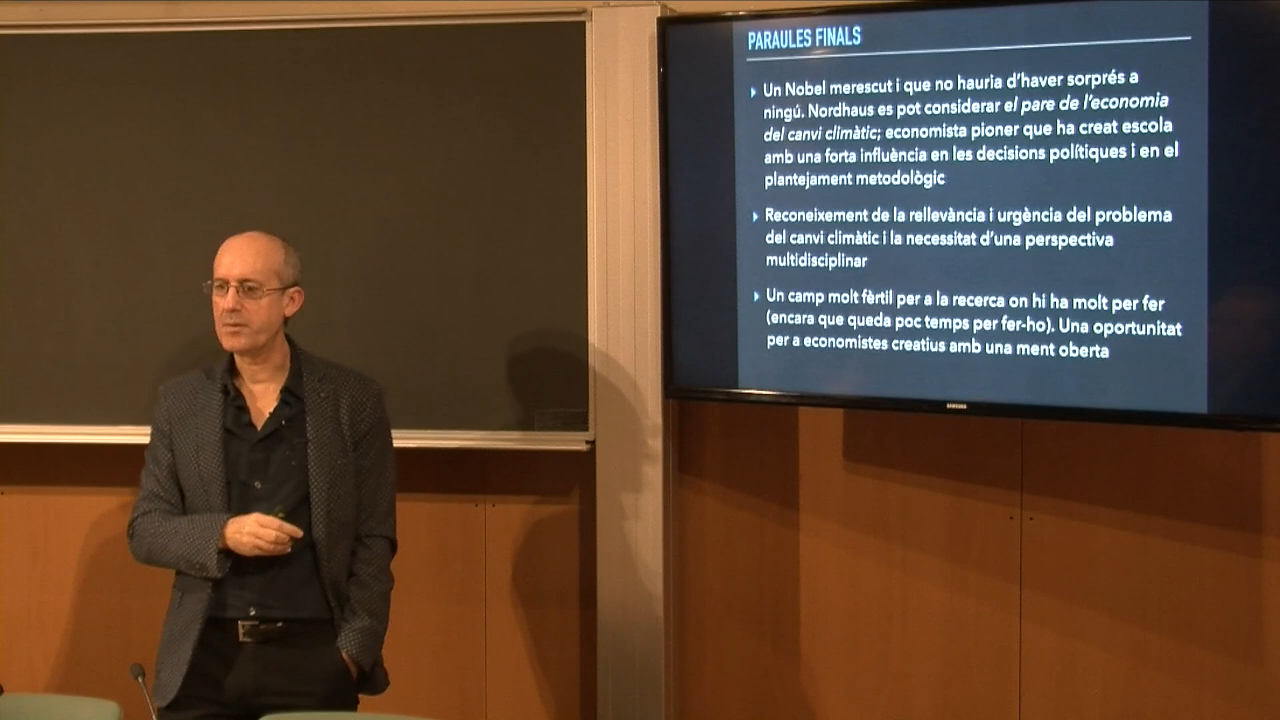 PARAULES FINALS
Un Nobel merescut i que no hauria d'haver sorprés a
ningú. Nordhaus es pot considerar el pare de l'economia
del canvi climàtic; economista pioner que ha creat escola
amb una forta influència en les decisions polítiques i en el
plantejament metodològic
Reconeixement de la rellevància i urgència del problema
del canvi climàtic i la necessitat d'una perspectiva
multidisciplinar
Un camp molt fèrtil per a la recerca on hi ha molt per fer
(encara que queda poc temps per fer-ho). Una oportunitat
per a economistes creatius amb una ment oberta
SAMSUNG